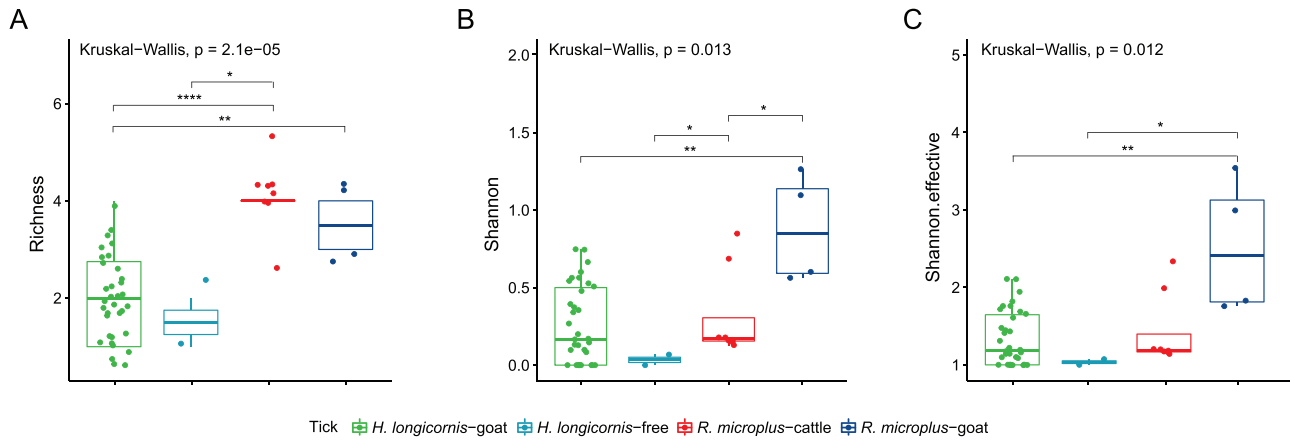 A
Kruskal−Wallis, p = 2.1e−05
*
****
**
6
4
2
Richness
B
Kruskal−Wallis, p = 0.013
*
*
**
2.0
1.5
1.0
0.5
0.0
Shannon
C
Kruskal−Wallis, p = 0.012
*
**
5
4
3
2
1
Shannon.effective
Tick H. longicornis−goat H. longicornis−free R. microplus−cattle R. microplus−goat